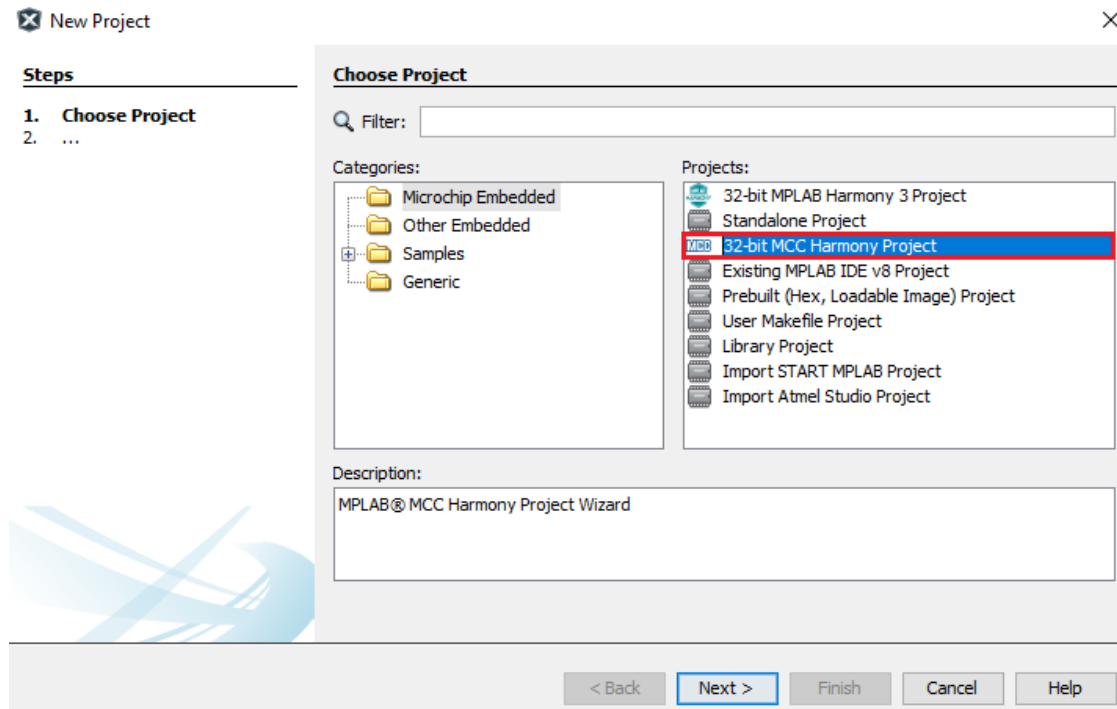 New Project
Steps
1. Choose Project
2. ...
Choose Project
Filter:
Categories:
Microchip Embedded
Other Embedded
Samples
Generic
Projects:
32-bit MPLAB Harmony 3 Project
Standalone Project
MCC 32-bit MCC Harmony Project
Existing MPLAB IDE v8 Project
Prebuilt (Hex, Loadable Image) Project
User Makefile Project
Library Project
Import START MPLAB Project
Import Atmel Studio Project
Description:
MPLAB® MCC Harmony Project Wizard
< Back
Next >
Finish
Cancel
Help